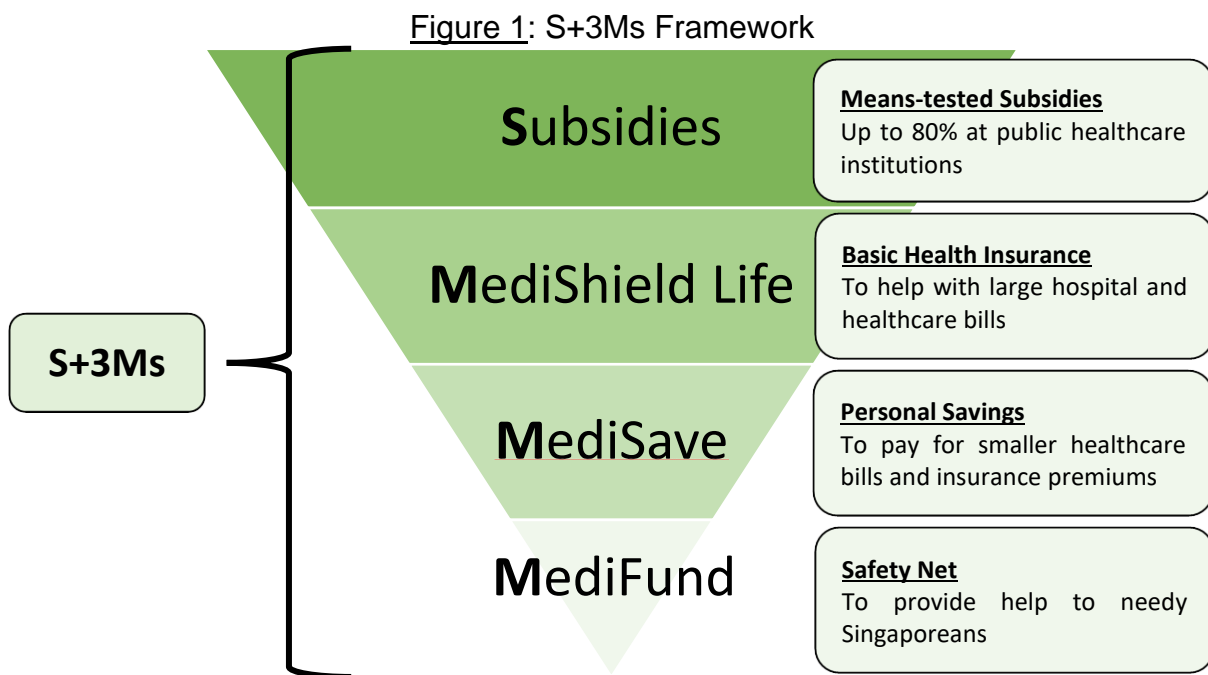 Figure 1: S+3Ms Framework
Subsidies
Means-tested Subsidies
Up to 80% at public healthcare
institutions
MediShield Life
Basic Health Insurance
To help with large hospital and
healthcare bills
S+3Ms
MediSave
Personal Savings
To pay for smaller healthcare
bills and insurance premiums
MediFund
Safety Net
To provide help to needy
Singaporeans